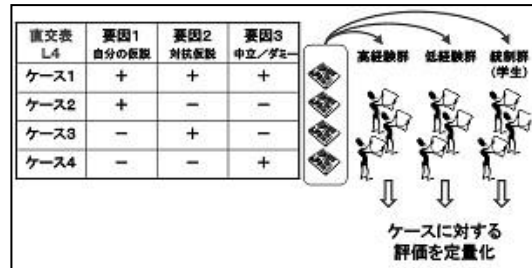 直交表 要因1 要因2 要因3
L4 自分の仮説 対抗仮説 中立/ダミー
ケース1 + + +
ケース2 + − −
ケース3 − + −
ケース4 − − +
高経験群 低経験群 統制群
(学生)
ケースに対する
評価を定量化